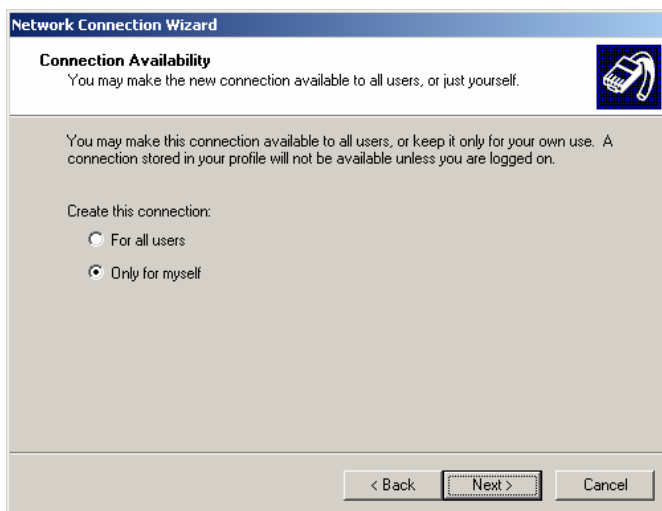 Network Connection Wizard
Connection Availability
You may make the new connection available to all users, or just yourself.
You may make this connection available to all users, or keep it only for your own use. A
connection stored in your profile will not be available unless you are logged on.
Create this connection:
For all users
Only for myself
< Back Next > Cancel